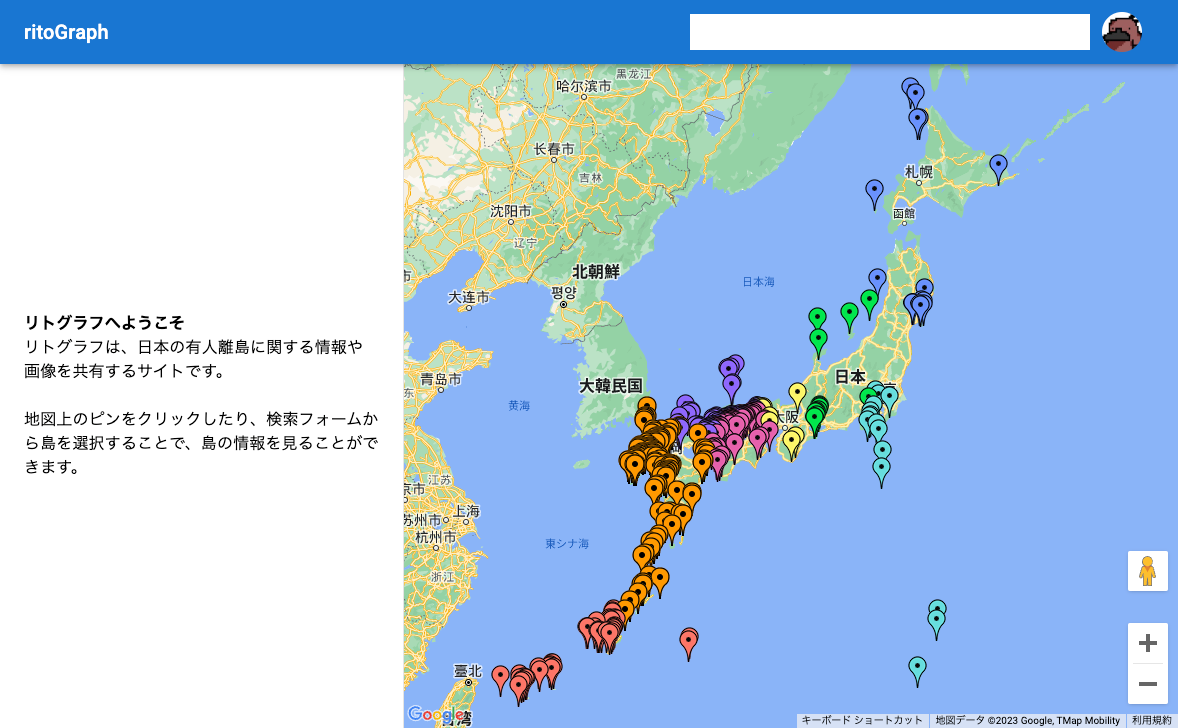 ritoGraph
リトグラフへようこそ
リトグラフは、日本の有人離島に関する情報や
画像を共有するサイトです。
地図上のピンをクリックしたり、検索フォームか
ら島を選択することで、島の情報を見ることがで
きます。
黑龙江
哈尔滨市
长春市
吉林
札幌
沈阳市
函館
辽宁
北朝鮮
日本海
大连市
평양
日本
青岛市
大韓民国
黄海
大阪
江苏
上海
苏州市
杭州市
東シナ海
浙江
臺北
Google
キーボード ショートカット
地図データ ©2023 Google, TMap Mobility
利用規約